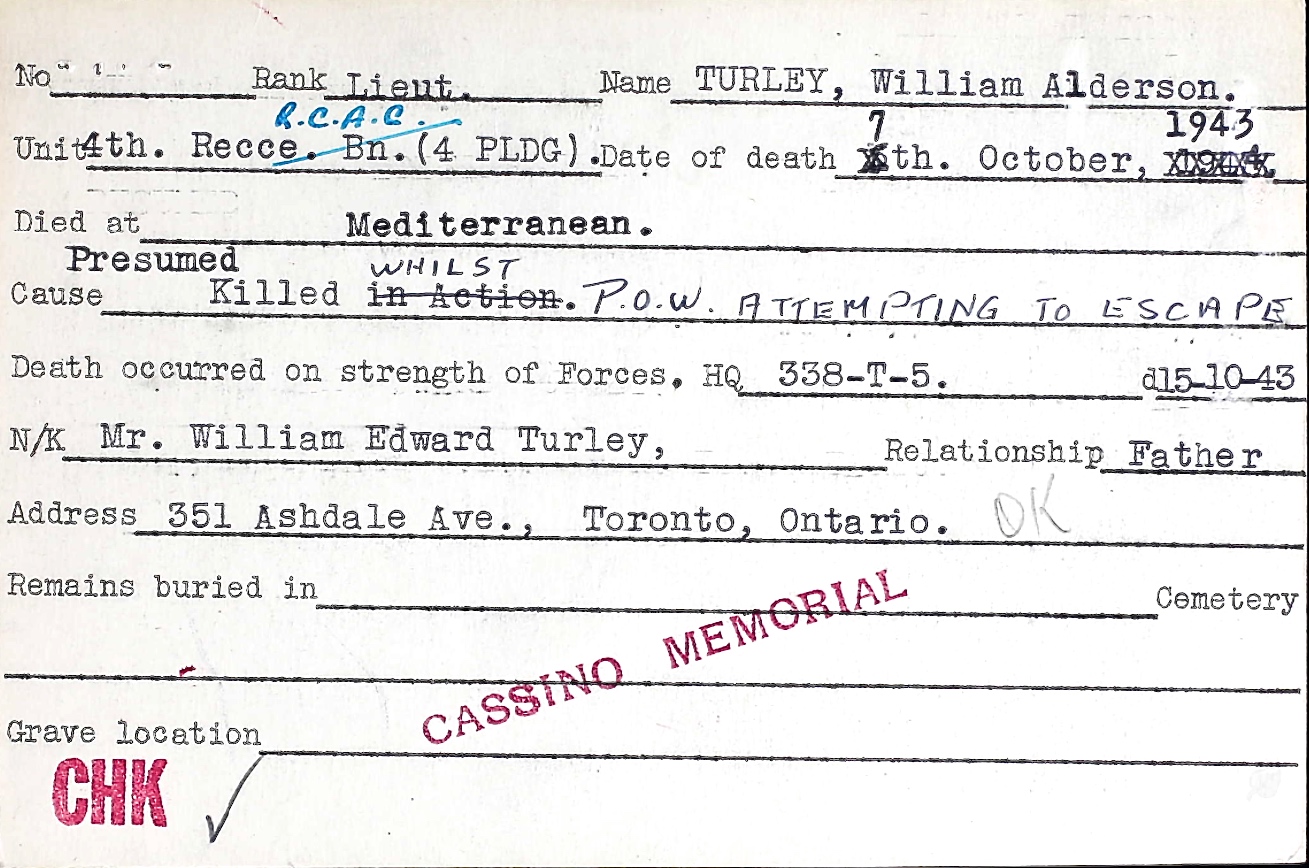 No Rank Lieut. Name TURLEY, William Alderson.
R.C.A.C. 7 1943
Unit 4th. Recce. Bn. (4 PLDG). Date of death th. October,
Died at Mediterranean.
Presumed WHILST
Cause Killed in Action. P.O.W. ATTEMPTING TO ESCAPE
Death occurred on strength of Forces. HQ 338-T-5. d15-10-43
N/K Mr. William Edward Turley, Relationship Father
Address 351 Ashdale Ave., Toronto, Ontario. OK
Remains buried in Cemetery
CASSINO MEMORIAL
Grave location
CHK